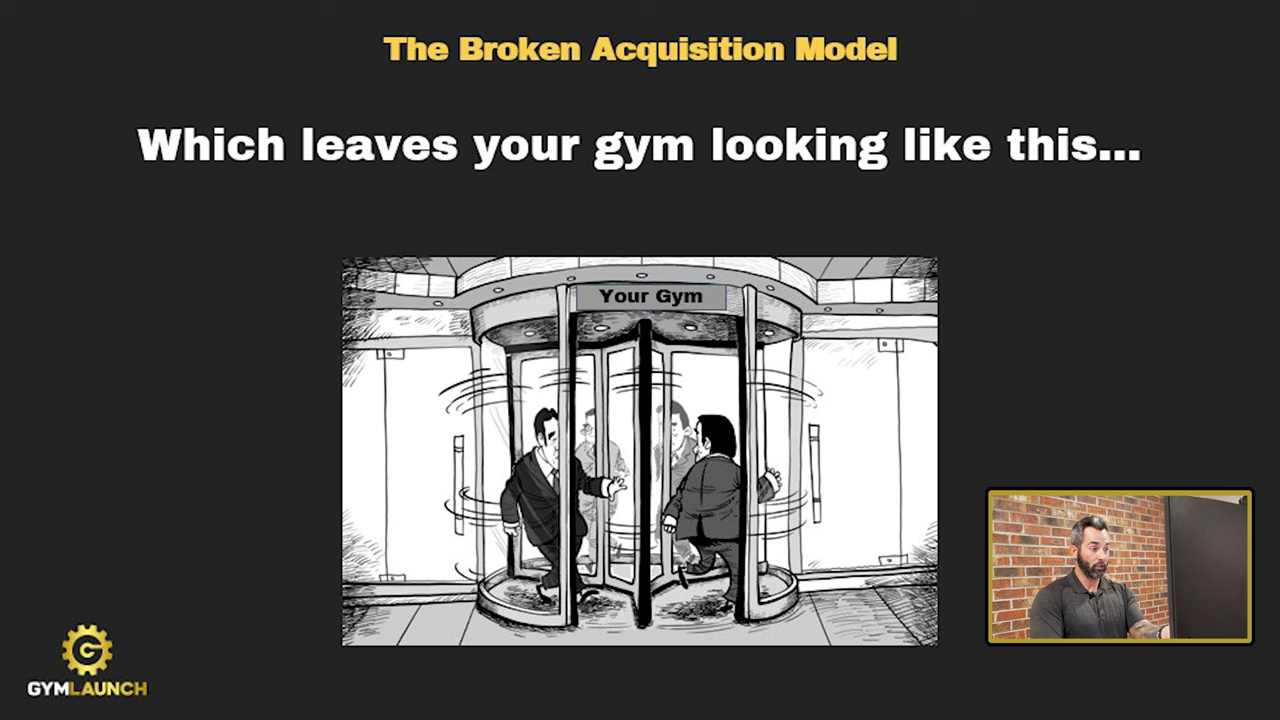 The Broken Acquisition Model
Which leaves your gym looking like this...
Your Gym
G
GYMLAUNCH